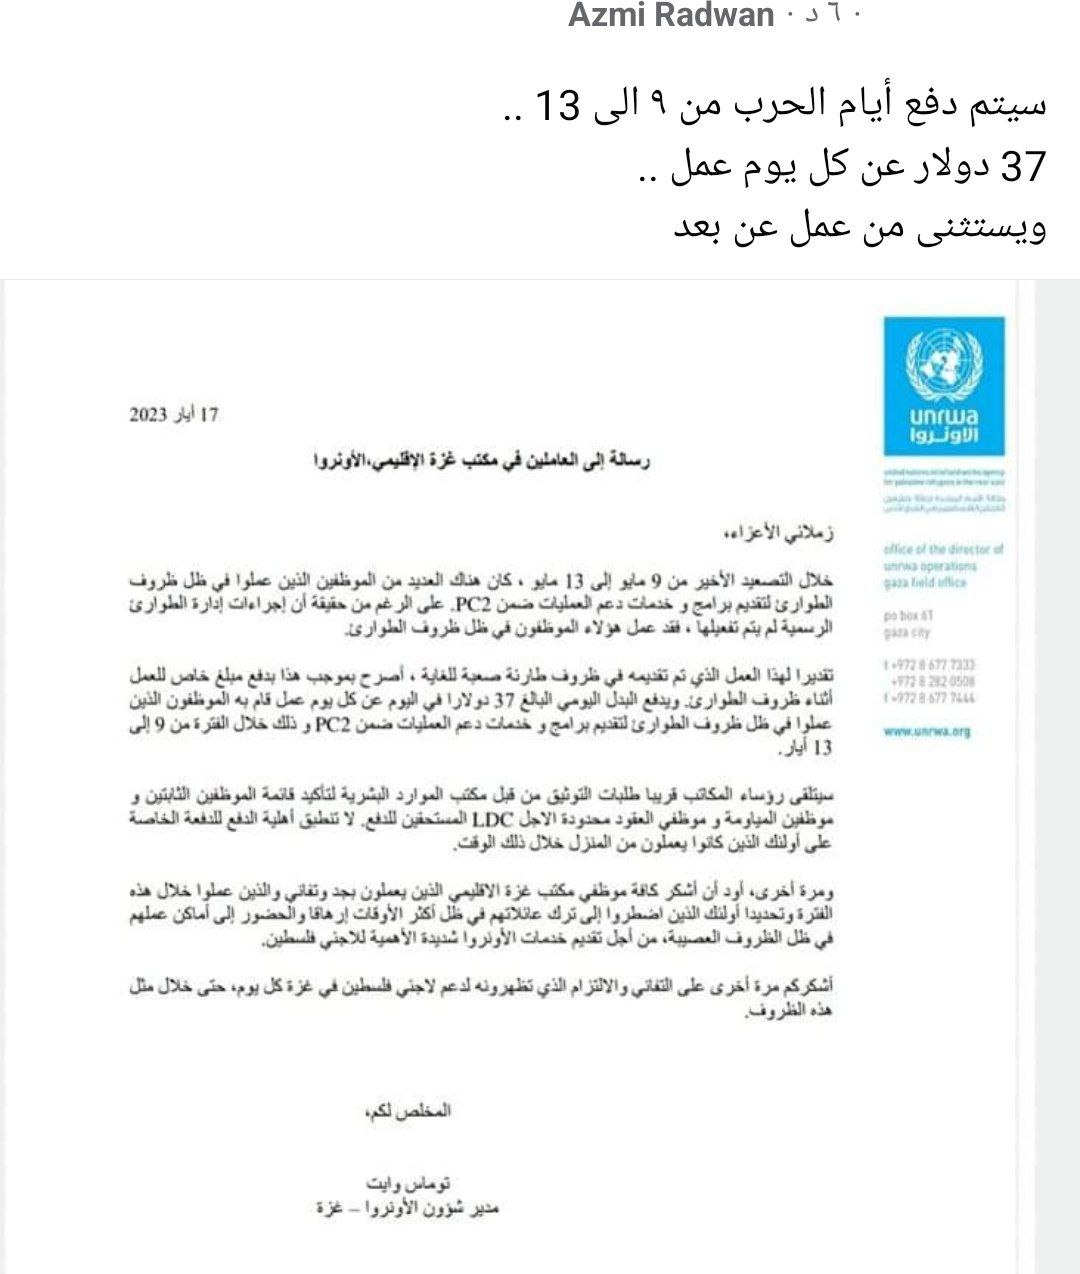 Azmi Radwan · ٦ د ·
سيتم دفع أيام الحرب من ٩ الى 13 ..
37 دولار عن كل يوم عمل ..
ويستثنى من عمل عن بعد
unrwa
الأونروا
united nations relief and works agency
for palestine refugees in the near east
office of the director of
unrwa operations
gaza field office
po box 61
gaza city
t +972 8 677 7333
+972 8 282 0508
f +972 8 677 7444
www.unrwa.org
17 أيار 2023
رسالة إلى العاملين في مكتب غزة الإقليمي،الأونروا
زملائي الأعزاء،
خلال التصعيد الأخير من 9 مايو إلى 13 مايو ، كان هناك العديد من الموظفين الذين عملوا في ظل ظروف
الطوارئ لتقديم برامج و خدمات دعم العمليات ضمن PC2. على الرغم من حقيقة أن إجراءات إدارة الطوارئ
الرسمية لم يتم تفعيلها ، فقد عمل هؤلاء الموظفون في ظل ظروف الطوارئ.
تقديرا لهذا العمل الذي تم تقديمه في ظروف طارئة صعبة للغاية ، أصرح بموجب هذا بدفع مبلغ خاص للعمل
أثناء ظروف الطوارئ. ويدفع البدل اليومي البالغ 37 دولارا في اليوم عن كل يوم عمل قام به الموظفون الذين
عملوا في ظل ظروف الطوارئ لتقديم برامج و خدمات دعم العمليات ضمن PC2 و ذلك خلال الفترة من 9 إلى
13 أيار.
سيتلقى رؤساء المكاتب قريبا طلبات التوثيق من قبل مكتب الموارد البشرية لتأكيد قائمة الموظفين الثابتين و
موظفين المياومة و موظفي العقود محدودة الاجل LDC المستحقين للدفع. لا تنطبق أهلية الدفع للدفعة الخاصة
على أولئك الذين كانوا يعملون من المنزل خلال ذلك الوقت.
ومرة أخرى، أود أن أشكر كافة موظفي مكتب غزة الاقليمي الذين يعملون بجد وتفاني والذين عملوا خلال هذه
الفترة وتحديدا أولئك الذين اضطروا إلى ترك عائلاتهم في ظل أكثر الأوقات إرهاقا والحضور إلى أماكن عملهم
في ظل الظروف العصيبة، من أجل تقديم خدمات الأونروا شديدة الأهمية للاجئي فلسطين.
أشكركم مرة أخرى على التفاني والالتزام الذي تظهرونه لدعم لاجئي فلسطين في غزة كل يوم، حتى خلال مثل
هذه الظروف.
المخلص لكم،
توماس وايت
مدير شؤون الأونروا – غزة